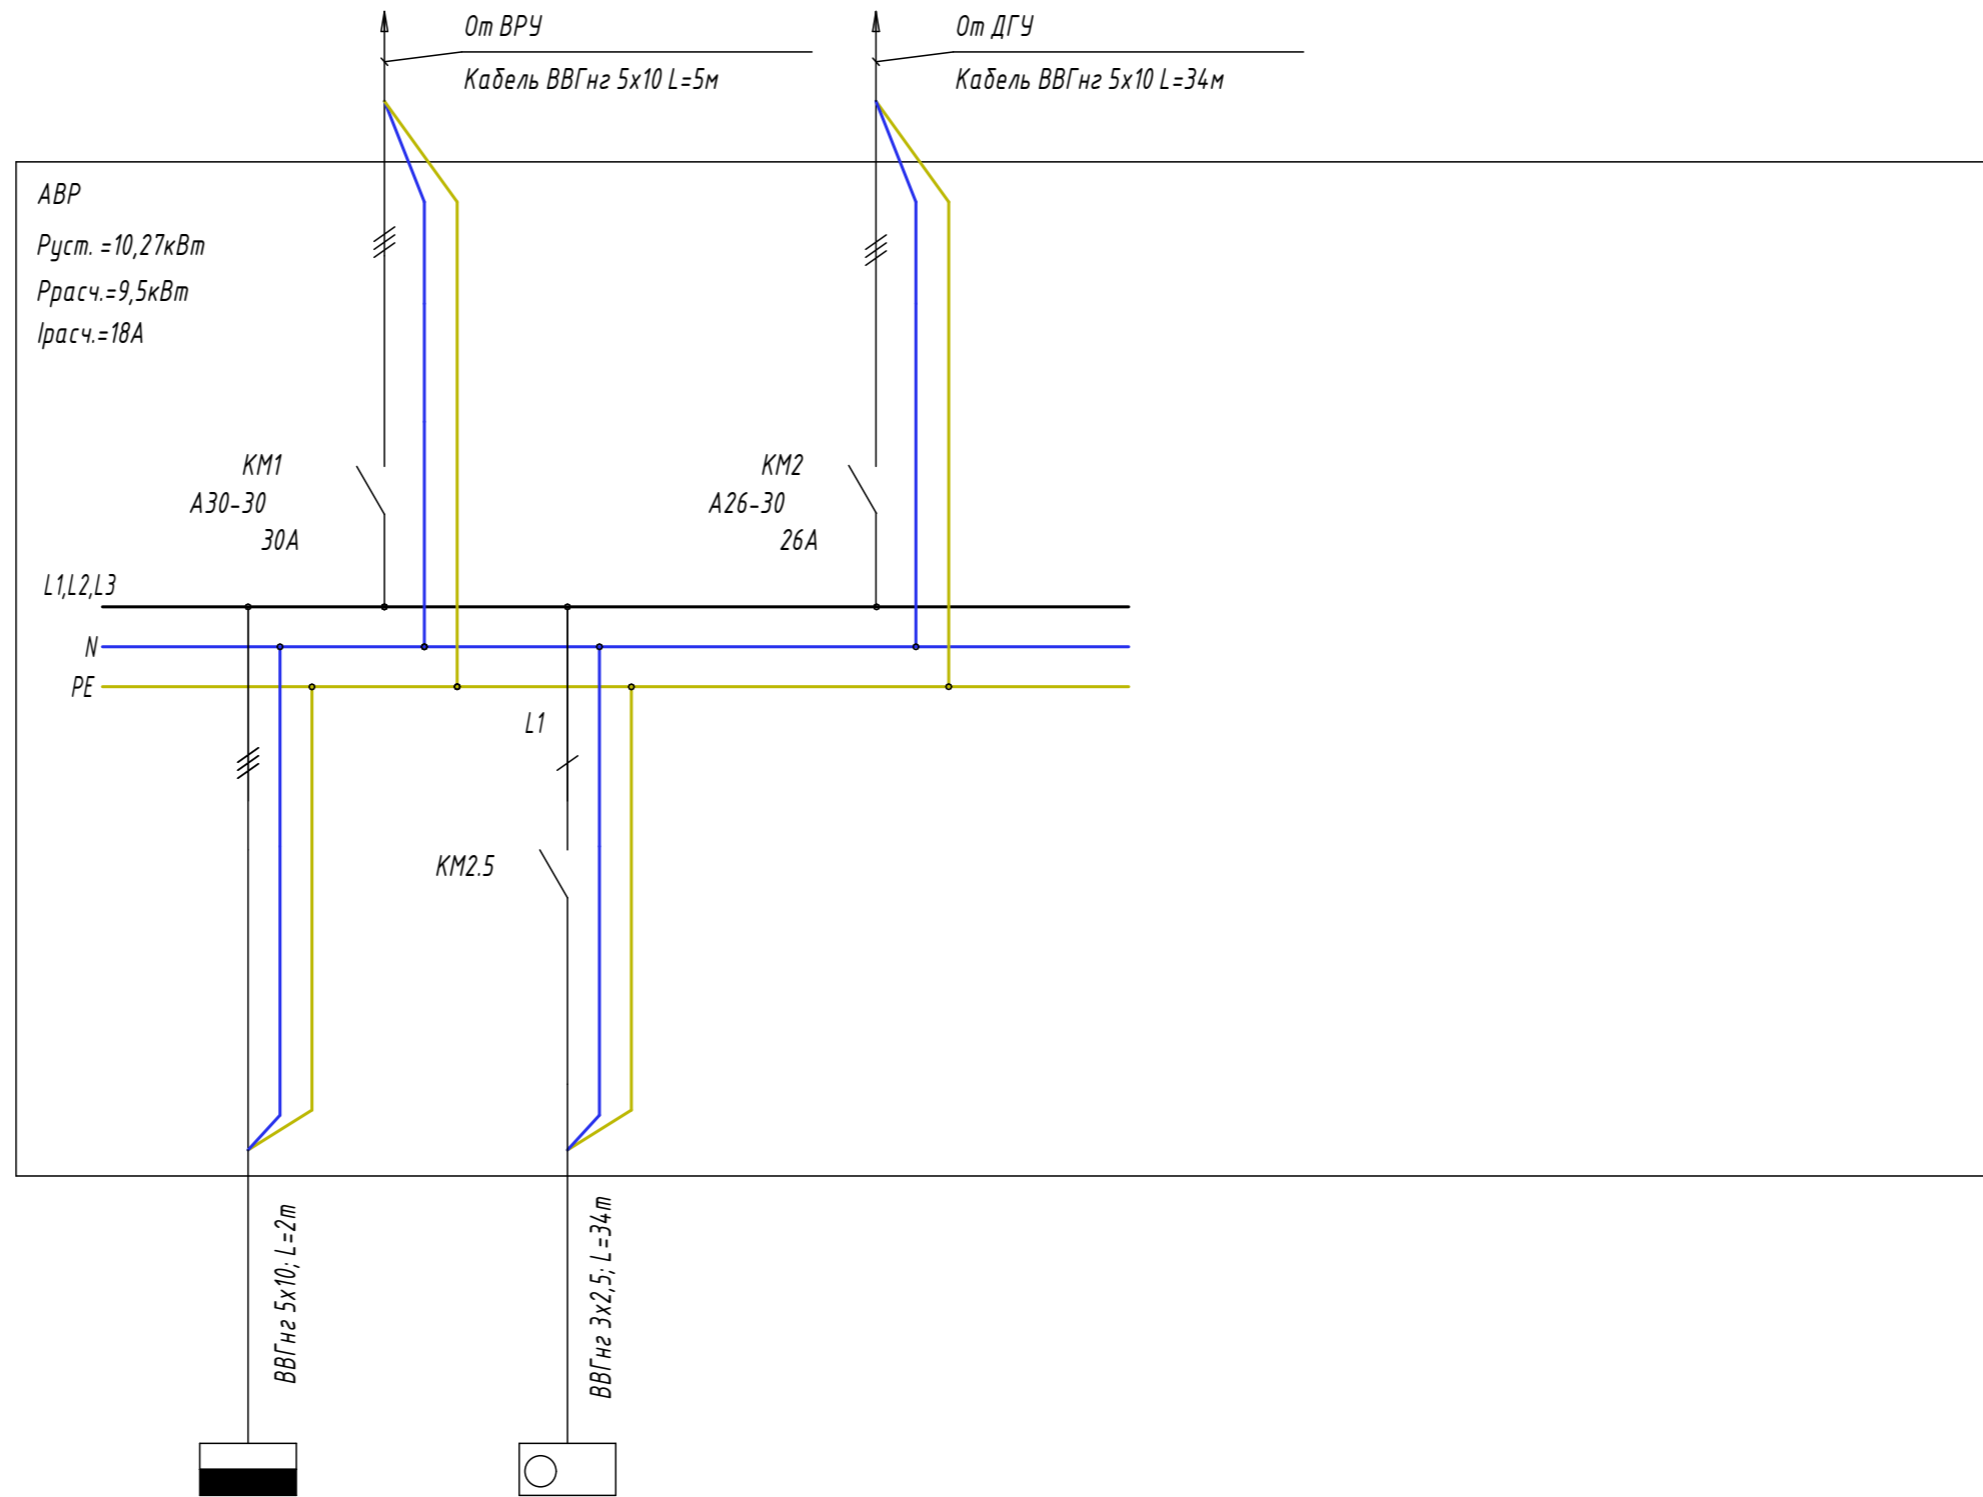 От ВРУ
Кабель ВВГнг 5х10 L=5м
От ДГУ
Кабель ВВГнг 5х10 L=34м
АВР
Руст. =10,27кВт
Ррасч.=9,5кВт
Iрасч.=18А
КМ1
А30-30
30А
КМ2
А26-30
26А
L1,L2,L3
N
PE
L1
КМ2.5
ВВГнг 5х10; L=2m
ВВГнг 3х2,5; L=34m